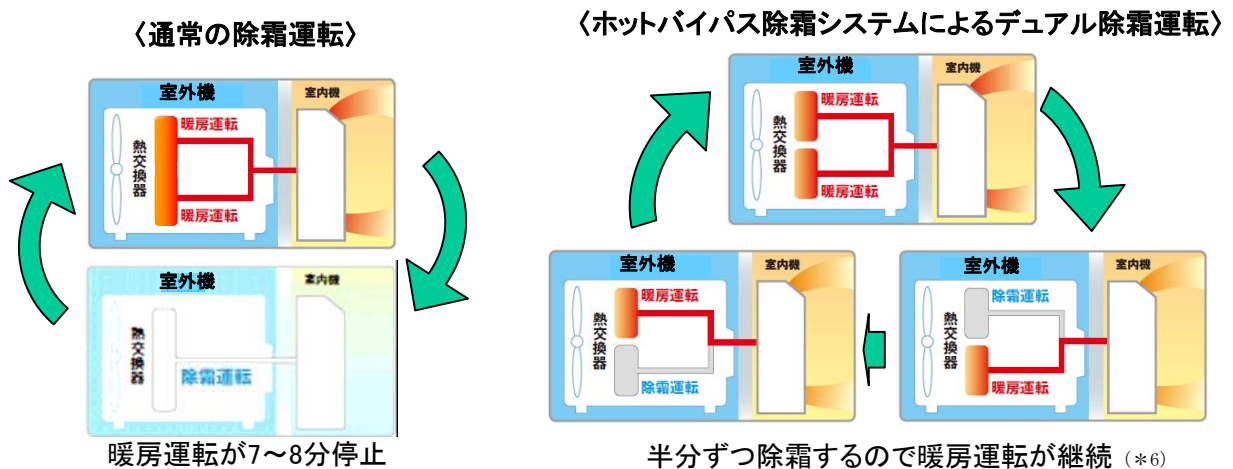 〈通常の除霜運転〉
室外機
室内機
暖房運転
熱交換器
暖房運転
室外機
室内機
熱交換器
除霜運転
暖房運転が7～8分停止
〈ホットバイパス除霜システムによるデュアル除霜運転〉
室外機
室内機
暖房運転
熱交換器
暖房運転
室外機
室内機
暖房運転
熱交換器
除霜運転
室外機
室内機
除霜運転
熱交換器
暖房運転
半分ずつ除霜するので暖房運転が継続（＊6）